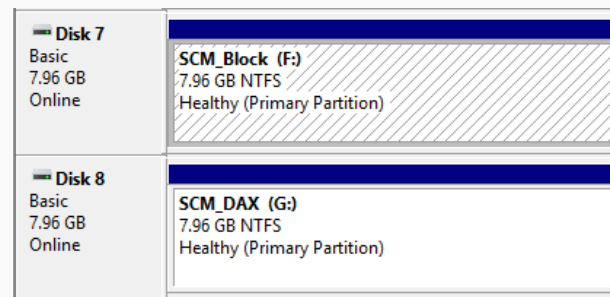 Disk 7
Basic
7.96 GB
Online
SCM_Block (F:)
7.96 GB NTFS
Healthy (Primary Partition)
Disk 8
Basic
7.96 GB
Online
SCM_DAX (G:)
7.96 GB NTFS
Healthy (Primary Partition)